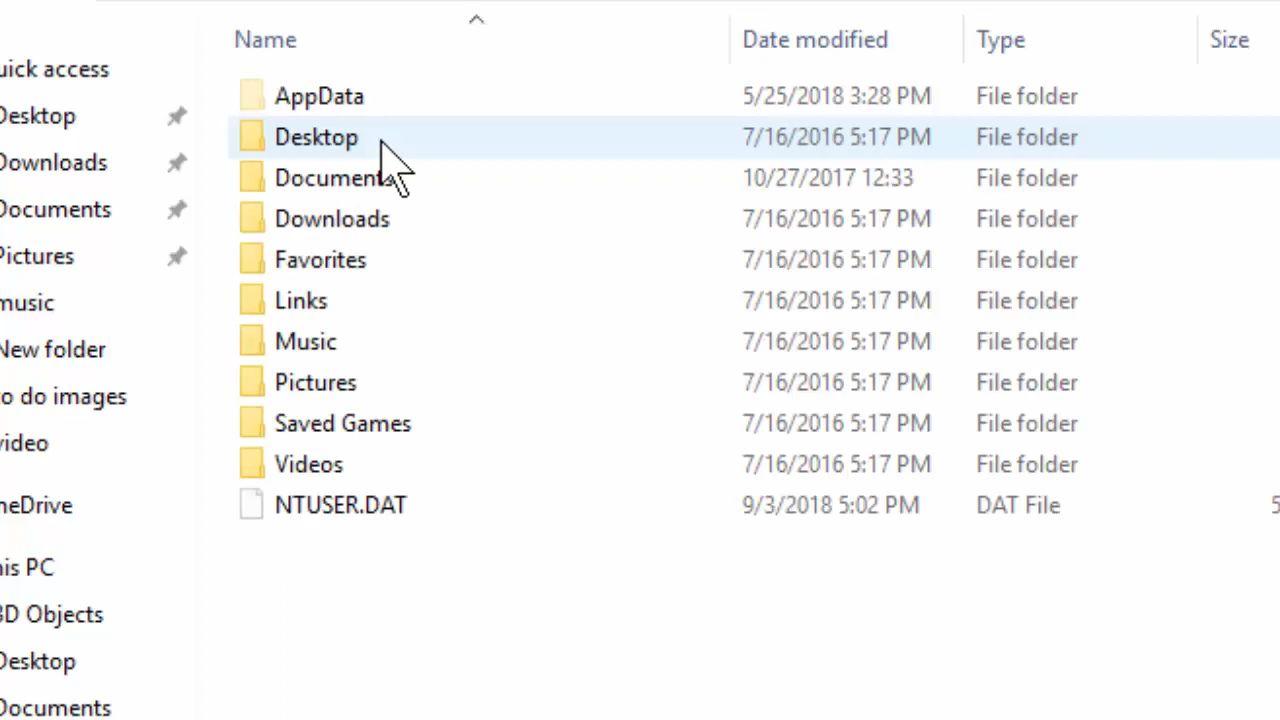 Name Date modified Type Size
uick access
Desktop
Downloads
Documents
Pictures
music
New folder
o do images
video
neDrive
his PC
3D Objects
Desktop
Documents
AppData 5/25/2018 3:28 PM File folder
Desktop 7/16/2016 5:17 PM File folder
Documents 10/27/2017 12:33 File folder
Downloads 7/16/2016 5:17 PM File folder
Favorites 7/16/2016 5:17 PM File folder
Links 7/16/2016 5:17 PM File folder
Music 7/16/2016 5:17 PM File folder
Pictures 7/16/2016 5:17 PM File folder
Saved Games 7/16/2016 5:17 PM File folder
Videos 7/16/2016 5:17 PM File folder
NTUSER.DAT 9/3/2018 5:02 PM DAT File 5